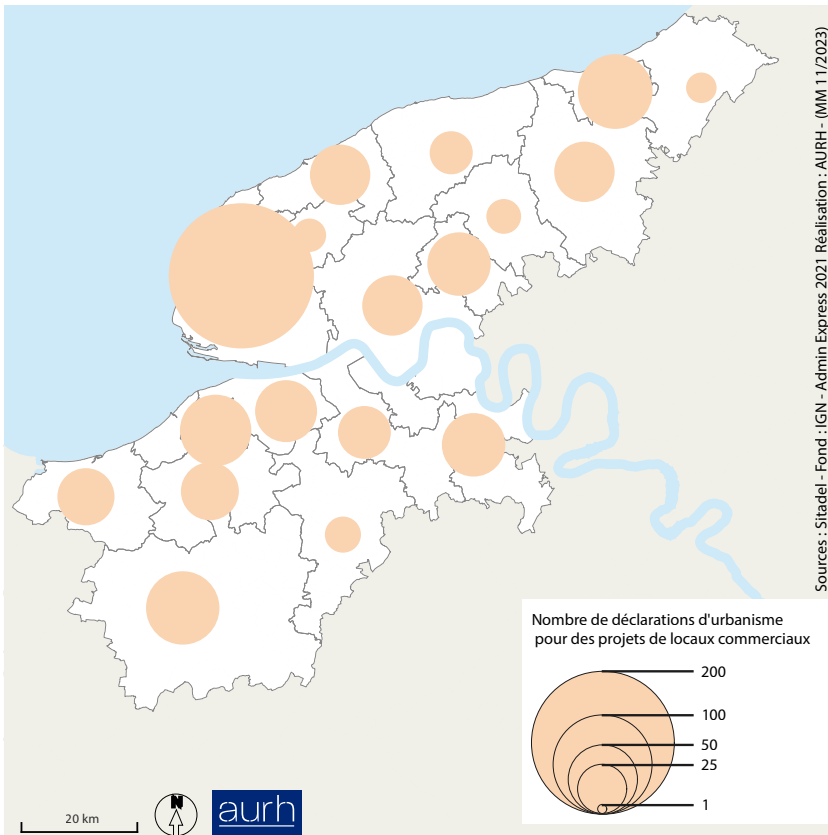 Sources : Sitadel - Fond : IGN - Admin Express 2021 Réalisation : AURH - (MM 11/2023)
Nombre de déclarations d'urbanisme
pour des projets de locaux commerciaux
200
100
50
25
1
20 km
N
aurh